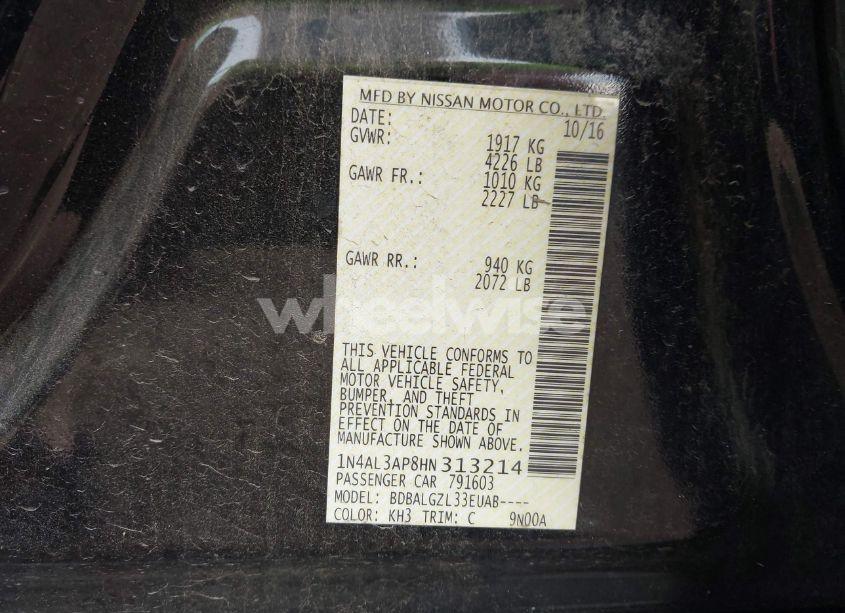 MFD BY NISSAN MOTOR CO., LTD.
DATE: 10/16
GVWR: 1917 KG
4226 LB
GAWR FR.: 1010 KG
2227 LB
GAWR RR.: 940 KG
2072 LB
wheelwise
THIS VEHICLE CONFORMS TO
ALL APPLICABLE FEDERAL
MOTOR VEHICLE SAFETY,
BUMPER, AND THEFT
PREVENTION STANDARDS IN
EFFECT ON THE DATE OF
MANUFACTURE SHOWN ABOVE.
1N4AL3AP8HN313214
PASSENGER CAR 791603
MODEL: BDBALGZL33EUAB----
COLOR: KH3 TRIM: C 9N00A